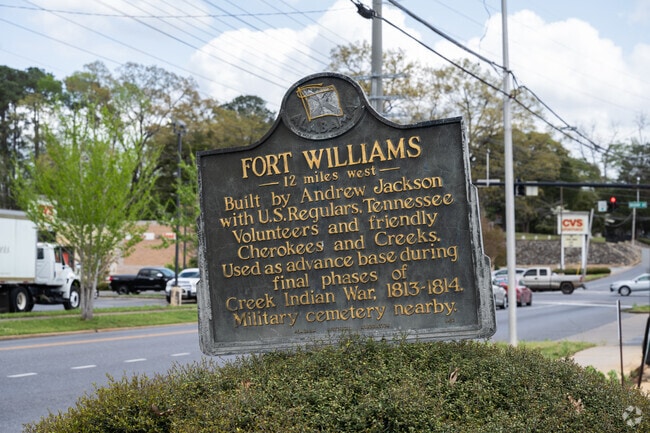 FORT WILLIAMS
— 12 miles west —
Built by Andrew Jackson
with U.S. Regulars, Tennessee
Volunteers and friendly
Cherokees and Creeks.
Used as advance base during
final phases of
Creek Indian War, 1813-1814.
Military cemetery nearby.
CVS